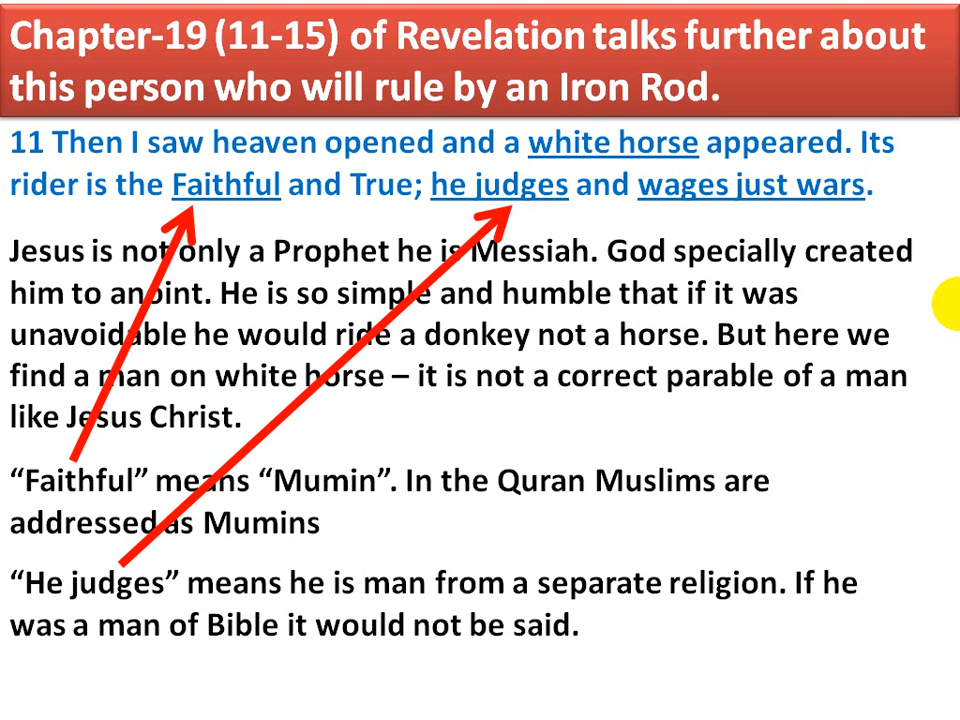 Chapter-19 (11-15) of Revelation talks further about
this person who will rule by an Iron Rod.
11 Then I saw heaven opened and a white horse appeared. Its
rider is the Faithful and True; he judges and wages just wars.
Jesus is not only a Prophet he is Messiah. God specially created
him to anoint. He is so simple and humble that if it was
unavoidable he would ride a donkey not a horse. But here we
find a man on white horse – it is not a correct parable of a man
like Jesus Christ.
“Faithful” means “Mumin”. In the Quran Muslims are
addressed as Mumins
“He judges” means he is man from a separate religion. If he
was a man of Bible it would not be said.